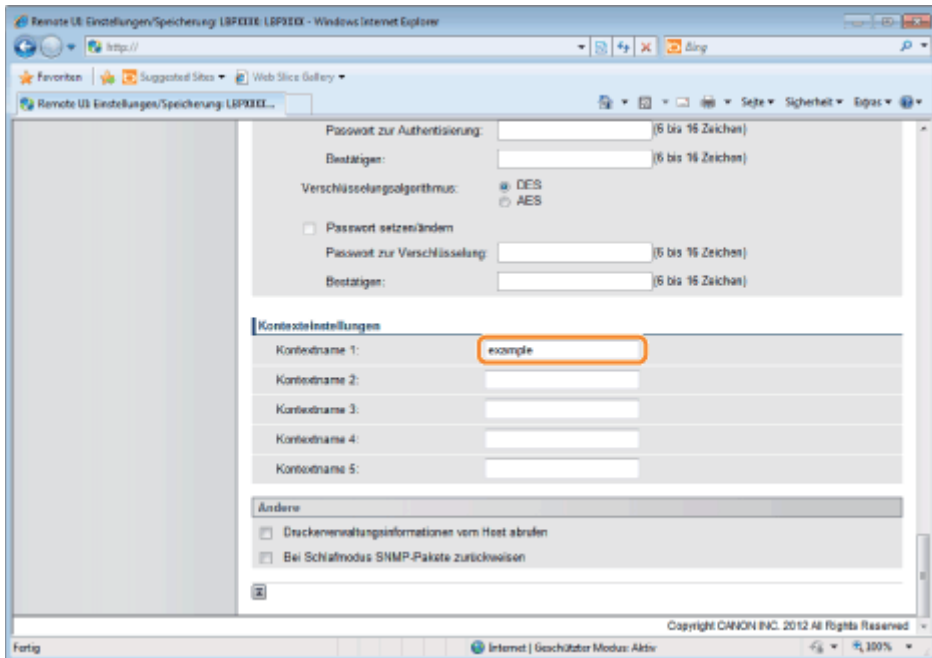 Remote UI: Einstellungen/Speicherung: LBPXXXX: LBPXXXX - Windows Internet Explorer
http://
Bing
Favoriten Suggested Sites Web Slice Gallery
Remote UI: Einstellungen/Speicherung: LBPXXXX... Seite Sicherheit Extras
Passwort zur Authentisierung: (6 bis 16 Zeichen)
Bestätigen: (6 bis 16 Zeichen)
Verschlüsselungsalgorithmus: DES
AES
Passwort setzen/ändern
Passwort zur Verschlüsselung: (6 bis 16 Zeichen)
Bestätigen: (6 bis 16 Zeichen)
Kontexteinstellungen
Kontextname 1: example
Kontextname 2:
Kontextname 3:
Kontextname 4:
Kontextname 5:
Andere
Druckerverwaltungsinformationen vom Host abrufen
Bei Schlafmodus SNMP-Pakete zurückweisen
Copyright CANON INC. 2012 All Rights Reserved
Fertig Internet | Geschützter Modus: Aktiv 100%